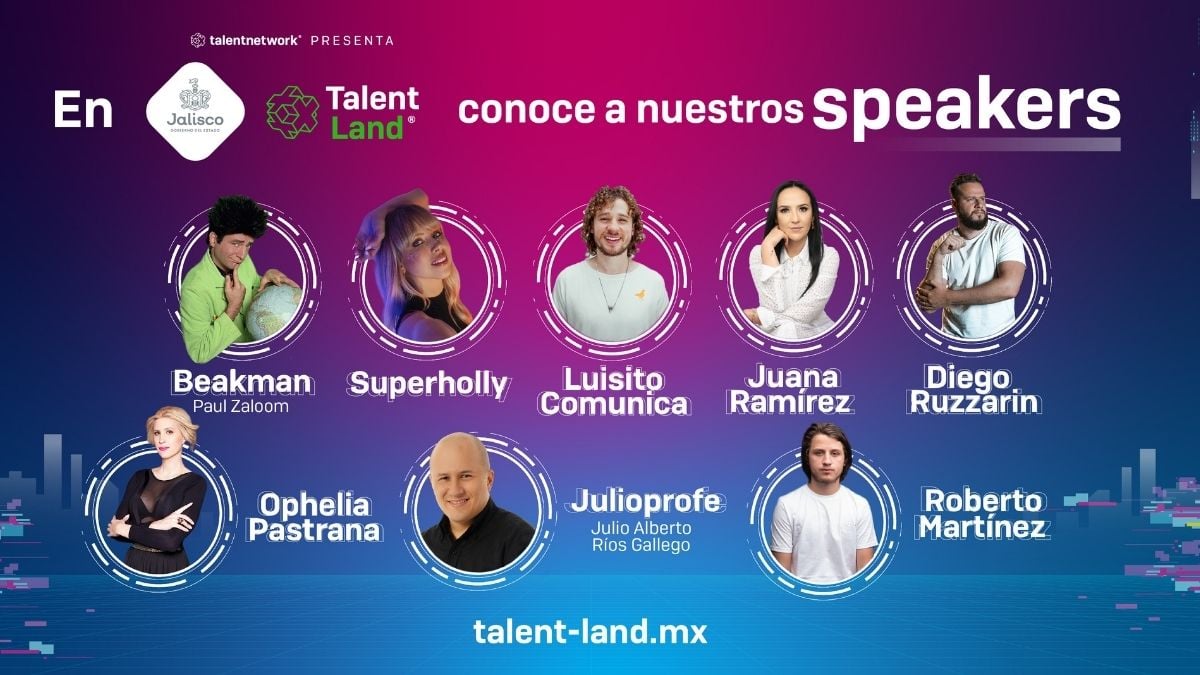 talentnetwork® PRESENTA
En
Jalisco
GOBIERNO DEL ESTADO
Talent
Land®
conoce a nuestros speakers
Beakman
Paul Zaloom
Superholly
Luisito
Comunica
Juana
Ramírez
Diego
Ruzzarin
Ophelia
Pastrana
Julioprofe
Julio Alberto
Ríos Gallego
Roberto
Martínez
talent-land.mx